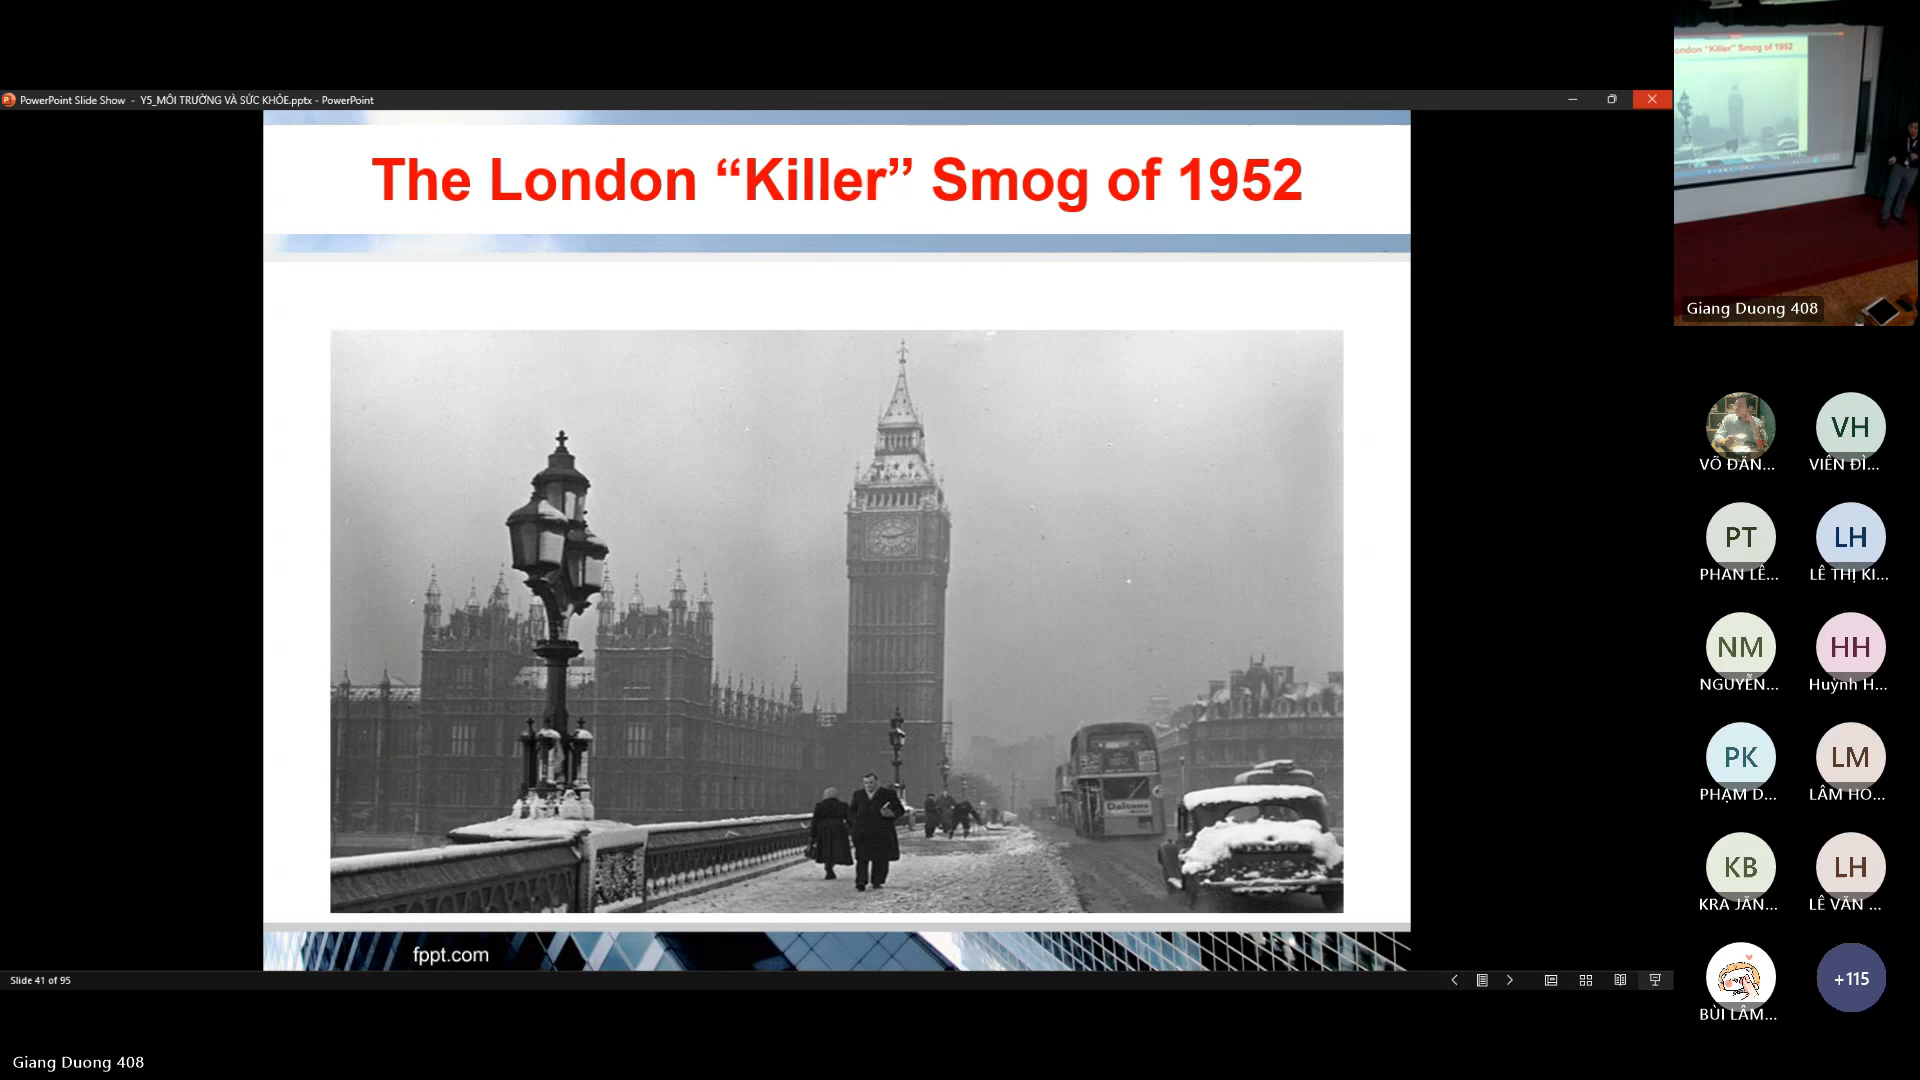 PowerPoint Slide Show - Y5_MÔI TRƯỜNG VÀ SỨC KHỎE.pptx - PowerPoint
The London “Killer” Smog of 1952
Daltons
fppt.com
Slide 41 of 95
Giang Duong 408
London “Killer” Smog of 1952
Giang Duong 408
VÕ ĐĂN...
VH
VIÊN ĐÌ...
PT
PHAN LÊ...
LH
LÊ THỊ KI...
NM
NGUYỄN...
HH
Huỳnh H...
PK
PHẠM D...
LM
LÂM HO...
KB
KRA JĂN...
LH
LÊ VĂN ...
BÙI LÂM...
+115